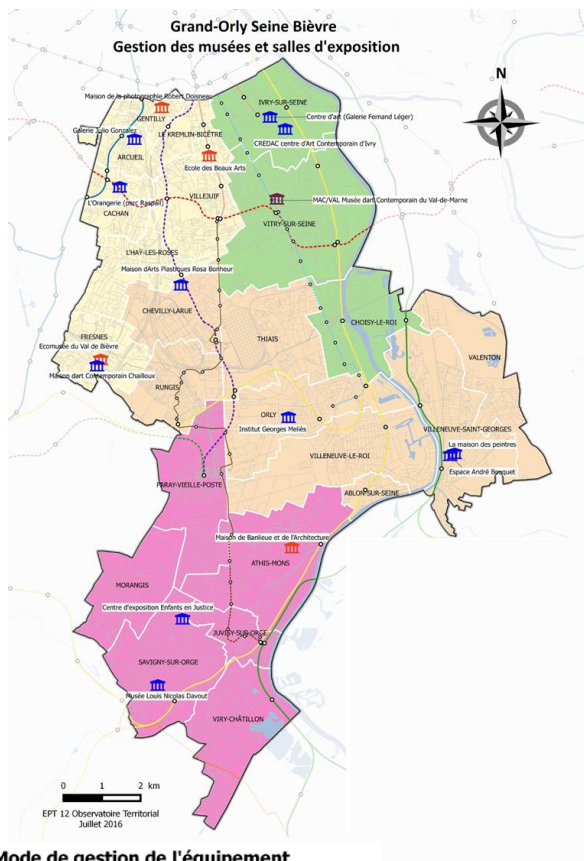 Grand-Orly Seine Bièvre
Gestion des musées et salles d'exposition
N
Maison de la photographie Robert Doisneau
GENTILLY
IVRY-SUR-SEINE
Centre d'art (Galerie Fernand Léger)
Galerie Julio Gonzalez
LE KREMLIN-BICÊTRE
CREDAC centre d'Art Contemporain d'Ivry
ARCUEIL
Ecole des Beaux Arts
L'Orangerie (parc Raspail)
VILLEJUIF
MAC/VAL Musée dart Contemporain du Val-de-Marne
CACHAN
VITRY-SUR-SEINE
L'HAŸ-LES-ROSES
Maison dArts Plastiques Rosa Bonheur
CHEVILLY-LARUE
CHOISY-LE-ROI
FRESNES
THIAIS
Ecomusée du Val de Bièvre
VALENTON
Maison dart Contemporain Chailloux
RUNGIS
ORLY
Institut Georges Meliés
VILLENEUVE-SAINT-GEORGES
La maison des peintres
VILLENEUVE-LE-ROI
Espace André Bouquet
PARAY-VIEILLE-POSTE
ABLON-SUR-SEINE
Maison de Banlieue et de l'Architecture
ATHIS-MONS
MORANGIS
Centre d'exposition Enfants en Justice
JUVISY-SUR-ORGE
SAVIGNY-SUR-ORGE
Musée Louis Nicolas Davout
VIRY-CHÂTILLON
0 1 2 km
EPT 12 Observatoire Territorial
Juillet 2016
Mode de gestion de l'équipement